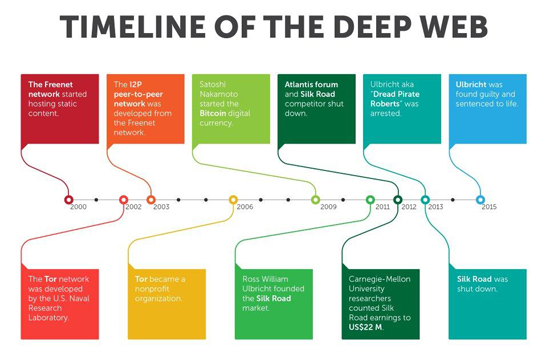 TIMELINE OF THE DEEP WEB
The Freenet
network started
hosting static
content.
The I2P
peer-to-peer
network was
developed from
the Freenet
network.
Satoshi
Nakamoto
started the
Bitcoin digital
currency.
Atlantis forum
and Silk Road
competitor shut
down.
Ulbricht aka
"Dread Pirate
Roberts" was
arrested.
Ulbricht was
found guilty and
sentenced to life.
2000
2002
2003
2006
2009
2011
2012
2013
2015
The Tor network
was developed
by the U.S. Naval
Research
Laboratory.
Tor became a
nonprofit
organization.
Ross William
Ulbricht founded
the Silk Road
market.
Carnegie-Mellon
University
researchers
counted Silk
Road earnings to
US$22 M.
Silk Road was
shut down.